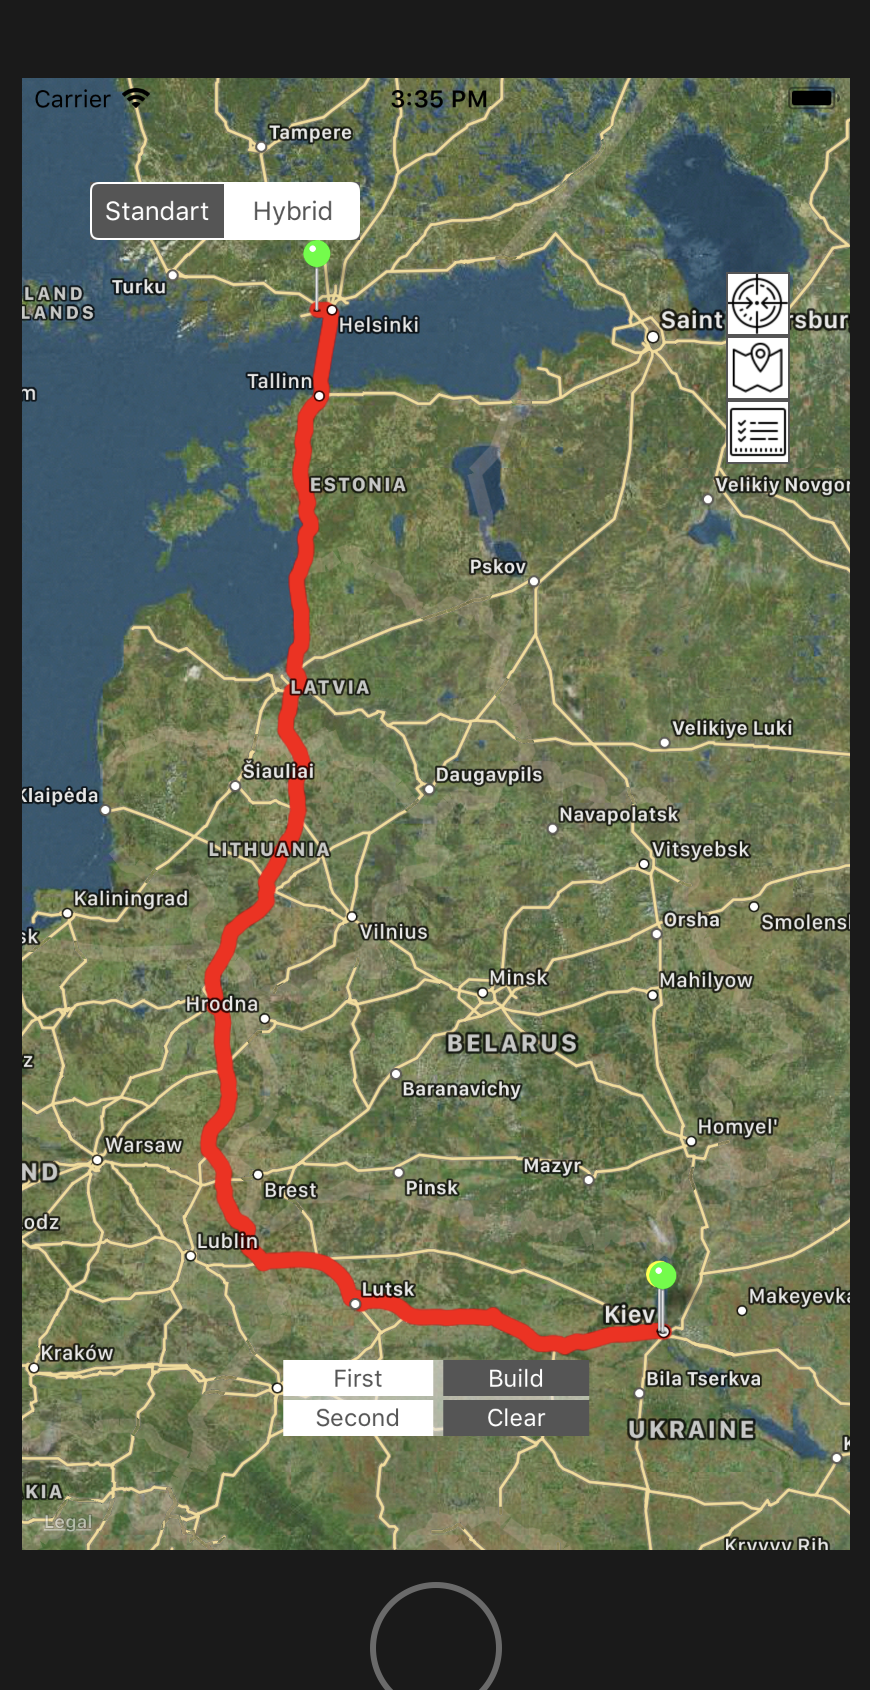 Carrier
3:35 PM
Tampere
Standart
Hybrid
Turku
LAND
LANDS
Helsinki
Saint
rsbur
Tallinn
m
ESTONIA
Velikiy Novgor
Pskov
LATVIA
Velikiye Luki
Šiauliai
Daugavpils
Klaipėda
Navapolatsk
LITHUANIA
Vitsyebsk
Kaliningrad
Vilnius
Orsha
Smolensk
sk
Minsk
Mahilyow
Hrodna
BELARUS
z
Baranavichy
Homyel'
Warsaw
ND
Brest
Pinsk
Mazyr
odz
Lublin
Lutsk
Kiev
Makeyevka
Kraków
First
Build
Bila Tserkva
Second
Clear
UKRAINE
K
KIA
Legal
Kryvyy Rih